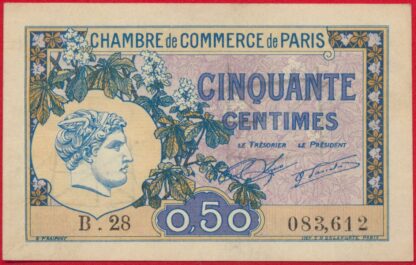 CHAMBRE de COMMERCE de PARIS
CINQUANTE
CENTIMES
LE TRÉSORIER LE PRÉSIDENT
B.28 0,50 083,612